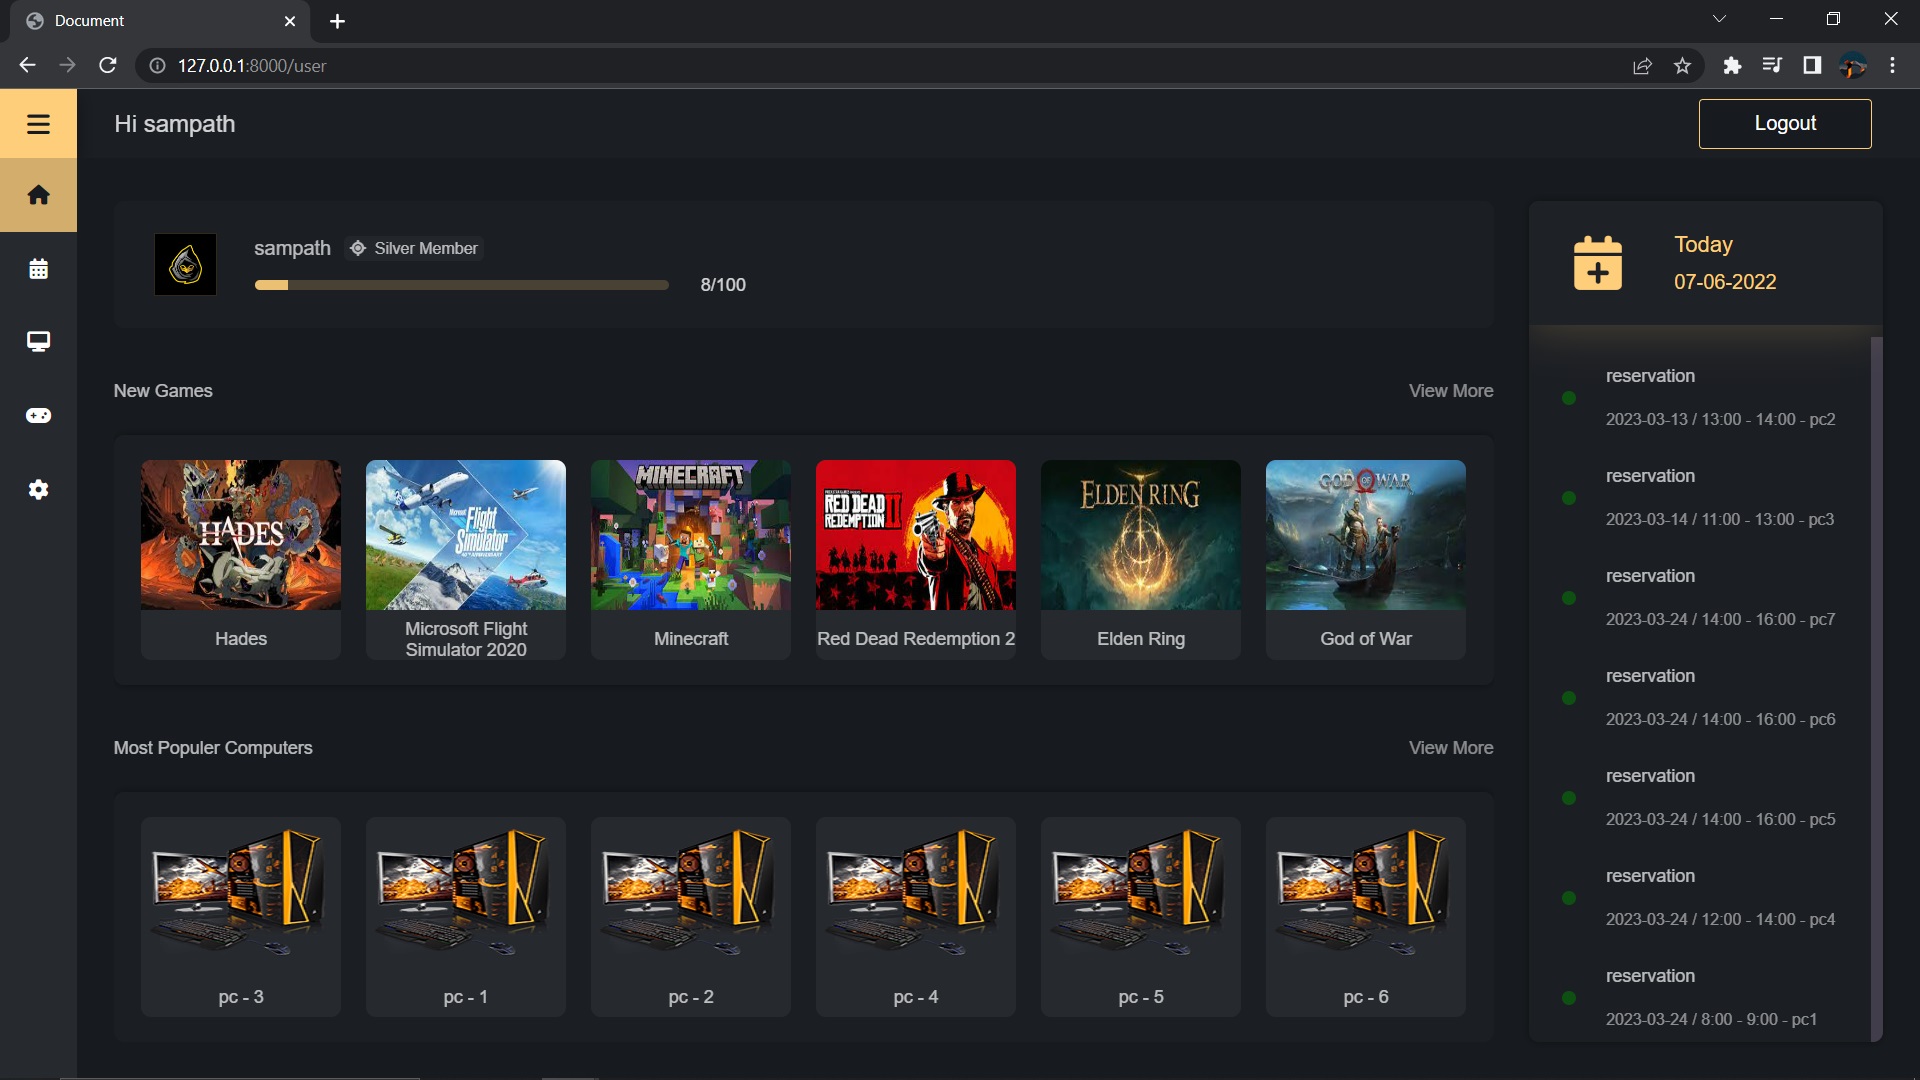 Document
127.0.0.1:8000/user
Hi sampath
Logout
sampath
Silver Member
8/100
New Games
View More
HADES
Hades
Microsoft
Flight
Simulator
40TH ANNIVERSARY
Microsoft Flight
Simulator 2020
MINECRAFT
Minecraft
RED DEAD
REDEMPTION II
Red Dead Redemption 2
ELDEN RING
Elden Ring
GOD OF WAR
God of War
Most Populer Computers
View More
pc - 3
pc - 1
pc - 2
pc - 4
pc - 5
pc - 6
Today
07-06-2022
reservation
2023-03-13 / 13:00 - 14:00 - pc2
reservation
2023-03-14 / 11:00 - 13:00 - pc3
reservation
2023-03-24 / 14:00 - 16:00 - pc7
reservation
2023-03-24 / 14:00 - 16:00 - pc6
reservation
2023-03-24 / 14:00 - 16:00 - pc5
reservation
2023-03-24 / 12:00 - 14:00 - pc4
reservation
2023-03-24 / 8:00 - 9:00 - pc1